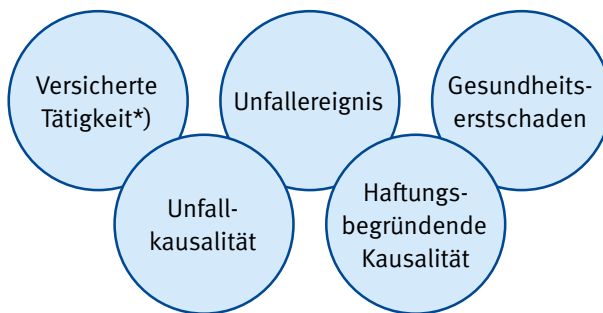 Versicherte
Tätigkeit*)
Unfallereignis
Gesundheits-
erstschaden
Unfall-
kausalität
Haftungs-
begründende
Kausalität